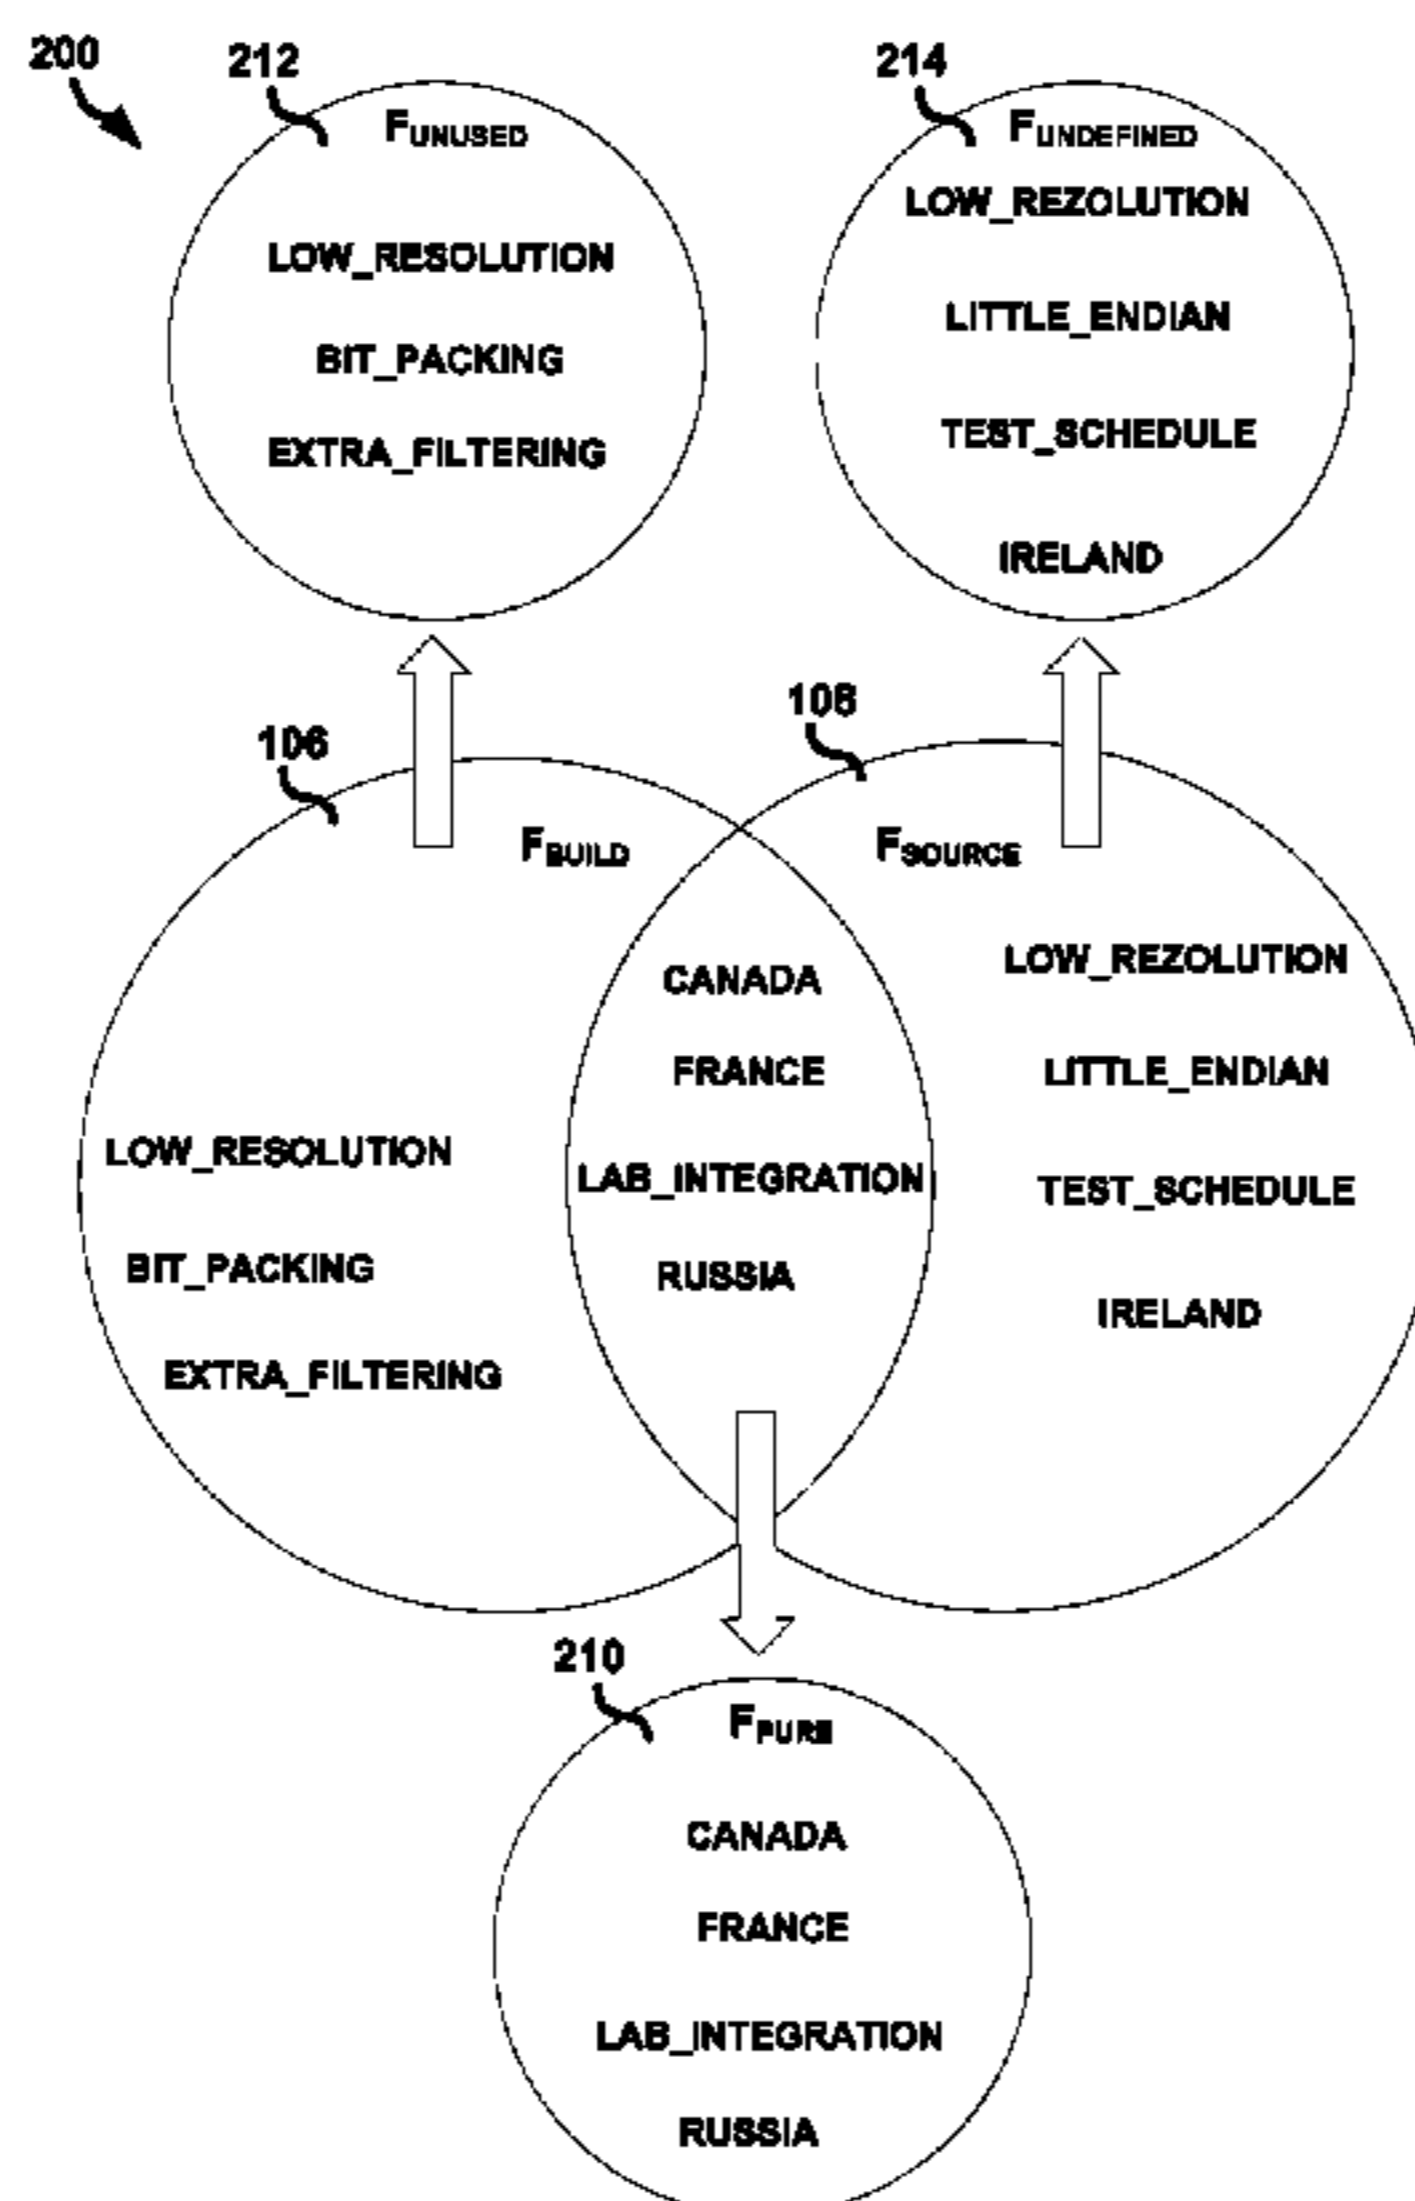 200
212
214
FUNUSED
LOW_RESOLUTION
BIT_PACKING
EXTRA_FILTERING
FUNDEFINED
LOW_REZOLUTION
LITTLE_ENDIAN
TEST_SCHEDULE
IRELAND
106
108
FBUILD
FSOURCE
LOW_RESOLUTION
BIT_PACKING
EXTRA_FILTERING
CANADA
FRANCE
LAB_INTEGRATION
RUSSIA
LOW_REZOLUTION
LITTLE_ENDIAN
TEST_SCHEDULE
IRELAND
210
FPURE
CANADA
FRANCE
LAB_INTEGRATION
RUSSIA